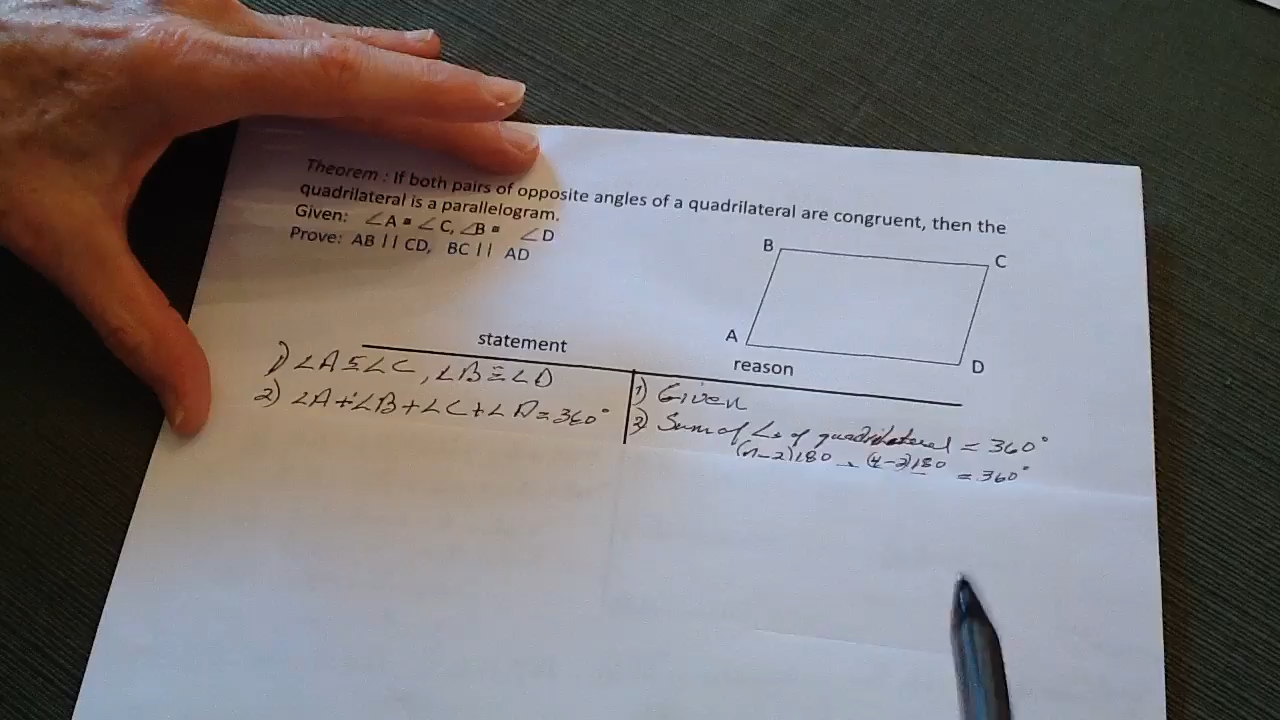 Theorem : If both pairs of opposite angles of a quadrilateral are congruent, then the
quadrilateral is a parallelogram.
Given: ∠A ≅ ∠C, ∠B ≅ ∠D
Prove: AB || CD, BC || AD
B
C
A
D
statement
reason
1) ∠A ≅ ∠C, ∠B ≅ ∠D
1) Given
2) ∠A + ∠B + ∠C + ∠D = 360°
2) Sum of ∠s of quadrilateral = 360°
(n-2)180 → (4-2)180 = 360°